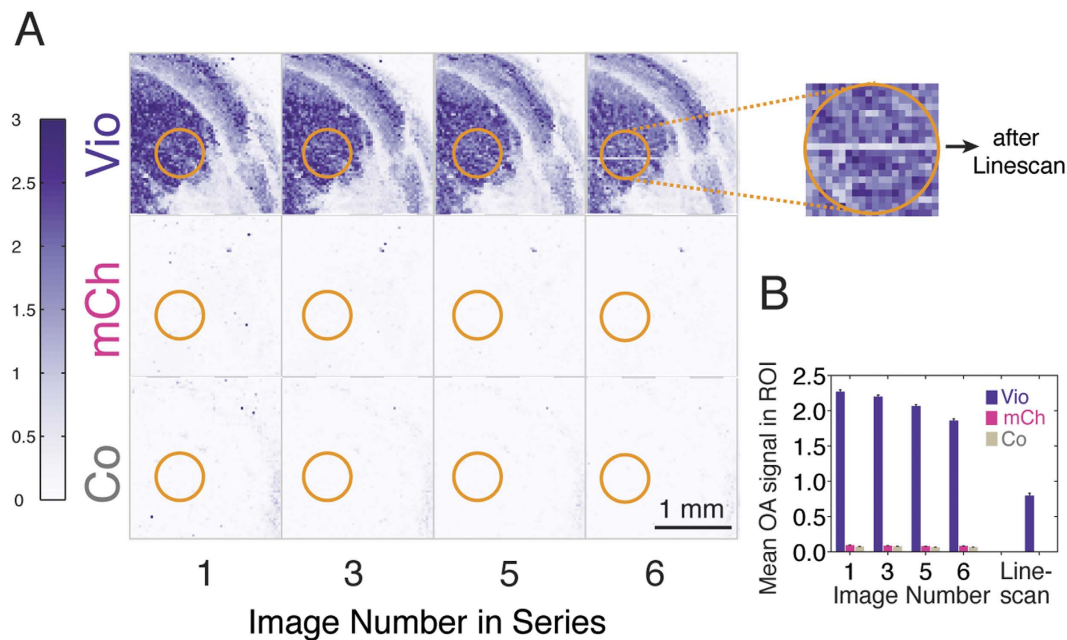 A
3
2.5
2
1.5
1
0.5
0
Vio
mCh
Co
after
Linescan
1 mm
1 3 5 6
Image Number in Series
B
Mean OA signal in ROI
2.5
2.0
1.5
1.0
0.5
0.0
Vio
mCh
Co
1 3 5 6 Line-
Image Number scan